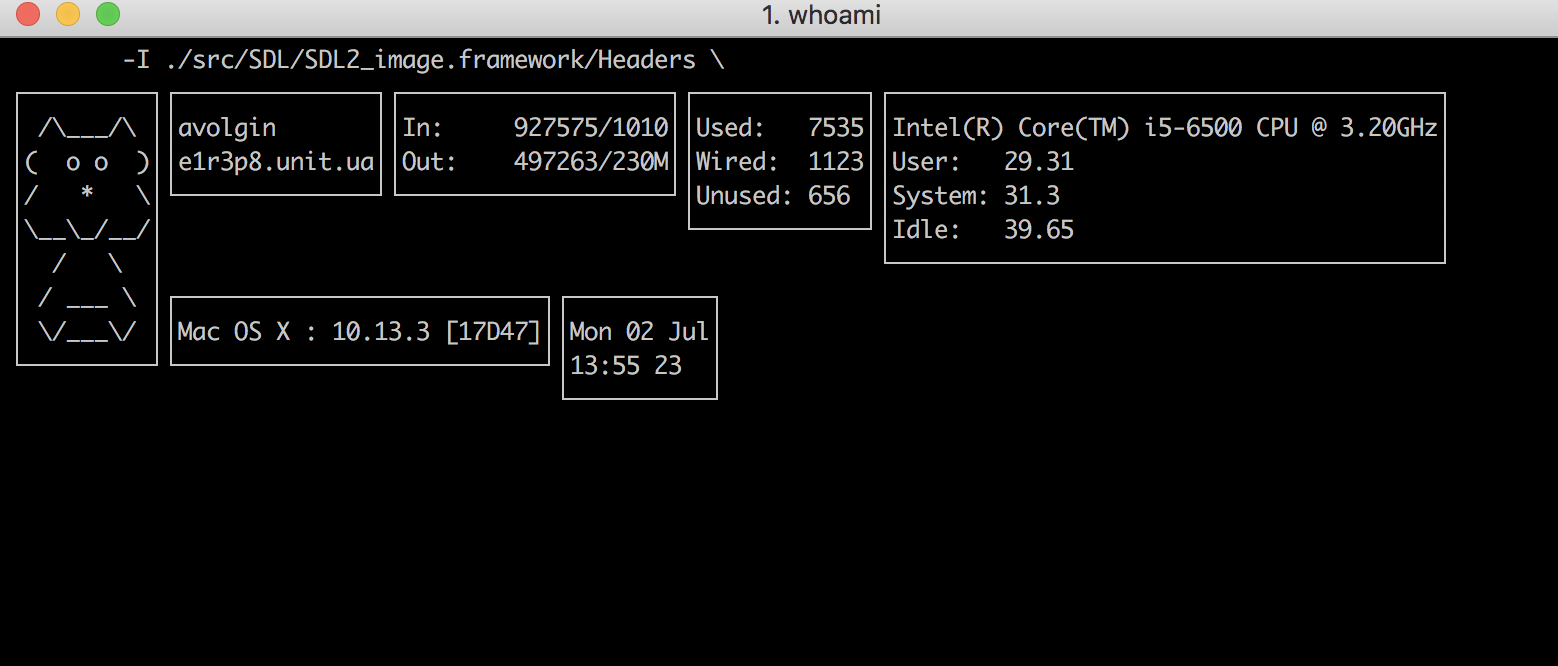 1. whoami
-I ./src/SDL/SDL2_image.framework/Headers \
 /\___/\
(  o o  )
/   *   \
\__\_/__/
  /   \
 / ___ \
 \/___\/
avolgin
e1r3p8.unit.ua
In:     927575/1010
Out:    497263/230M
Used:   7535
Wired:  1123
Unused: 656
Intel(R) Core(TM) i5-6500 CPU @ 3.20GHz
User:   29.31
System: 31.3
Idle:   39.65
Mac OS X : 10.13.3 [17D47]
Mon 02 Jul
13:55 23